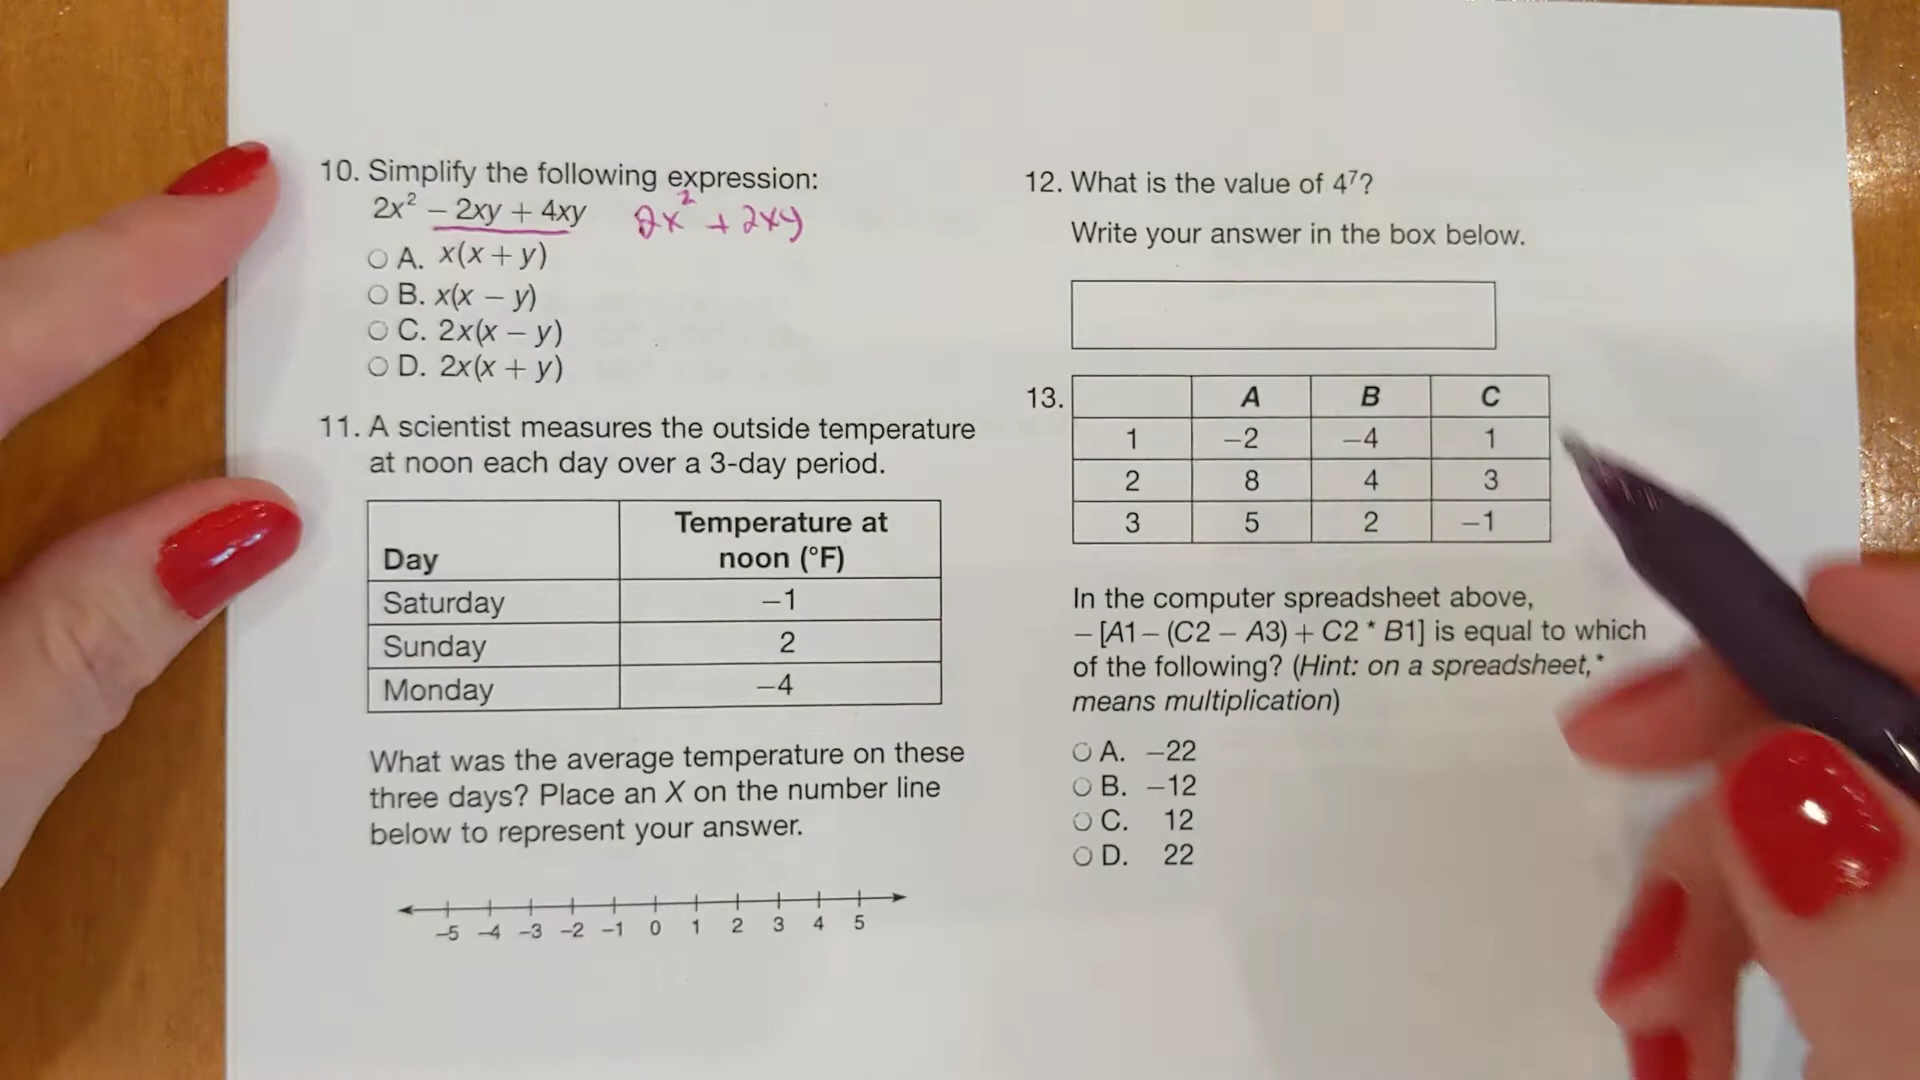 10. Simplify the following expression:
2x² – 2xy + 4xy 2x² + 2xy
A. x(x + y)
B. x(x – y)
C. 2x(x – y)
D. 2x(x + y)
11. A scientist measures the outside temperature
at noon each day over a 3-day period.
Day Temperature at noon (°F)
Saturday –1
Sunday 2
Monday –4
What was the average temperature on these
three days? Place an X on the number line
below to represent your answer.
–5 –4 –3 –2 –1 0 1 2 3 4 5
12. What is the value of 4⁷?
Write your answer in the box below.
13.
A B C
1 –2 –4 1
2 8 4 3
3 5 2 –1
In the computer spreadsheet above,
– [A1 – (C2 – A3) + C2 * B1] is equal to which
of the following? (Hint: on a spreadsheet,*
means multiplication)
A. –22
B. –12
C. 12
D. 22